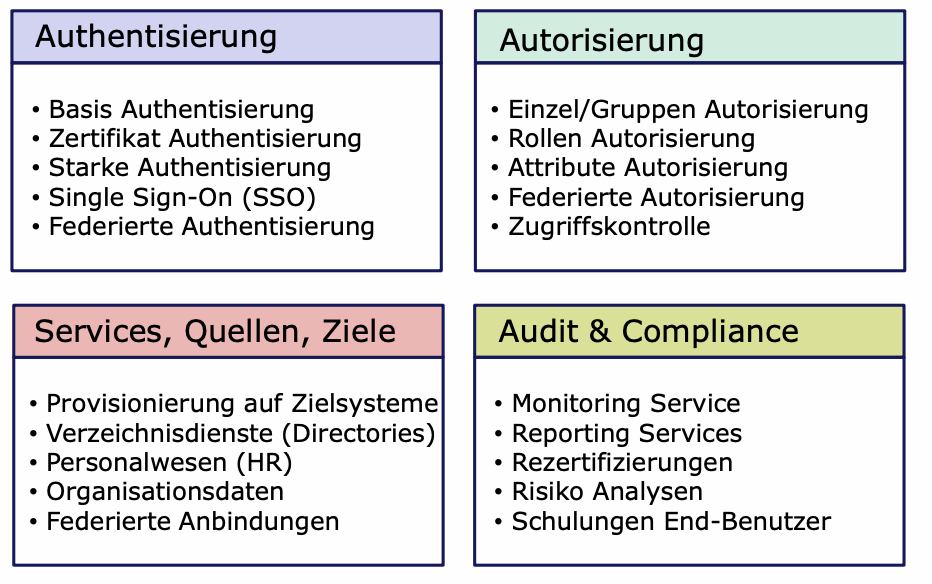 Authentisierung
• Basis Authentisierung
• Zertifikat Authentisierung
• Starke Authentisierung
• Single Sign-On (SSO)
• Federierte Authentisierung
Autorisierung
• Einzel/Gruppen Autorisierung
• Rollen Autorisierung
• Attribute Autorisierung
• Federierte Autorisierung
• Zugriffskontrolle
Services, Quellen, Ziele
• Provisionierung auf Zielsysteme
• Verzeichnisdienste (Directories)
• Personalwesen (HR)
• Organisationsdaten
• Federierte Anbindungen
Audit & Compliance
• Monitoring Service
• Reporting Services
• Rezertifizierungen
• Risiko Analysen
• Schulungen End-Benutzer